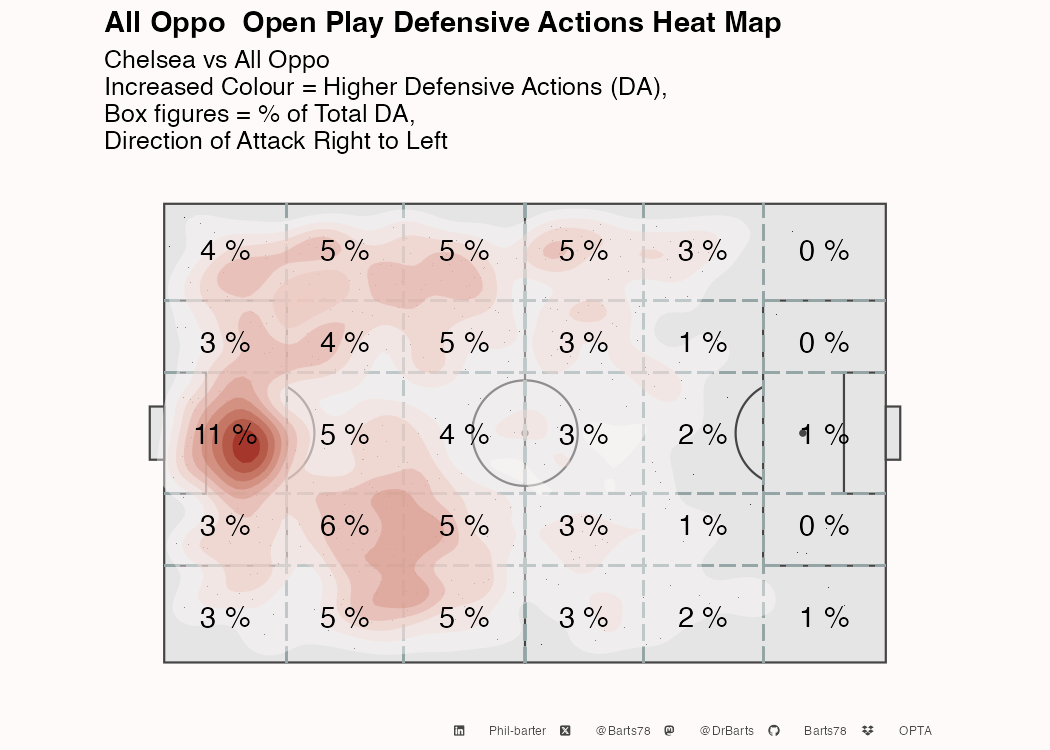 All Oppo  Open Play Defensive Actions Heat Map
Chelsea vs All Oppo
Increased Colour = Higher Defensive Actions (DA),
Box figures = % of Total DA,
Direction of Attack Right to Left
4 % 5 % 5 % 5 % 3 % 0 %
3 % 4 % 5 % 3 % 1 % 0 %
11 % 5 % 4 % 3 % 2 % 1 %
3 % 6 % 5 % 3 % 1 % 0 %
3 % 5 % 5 % 3 % 2 % 1 %
Phil-barter @Barts78 @DrBarts Barts78 OPTA